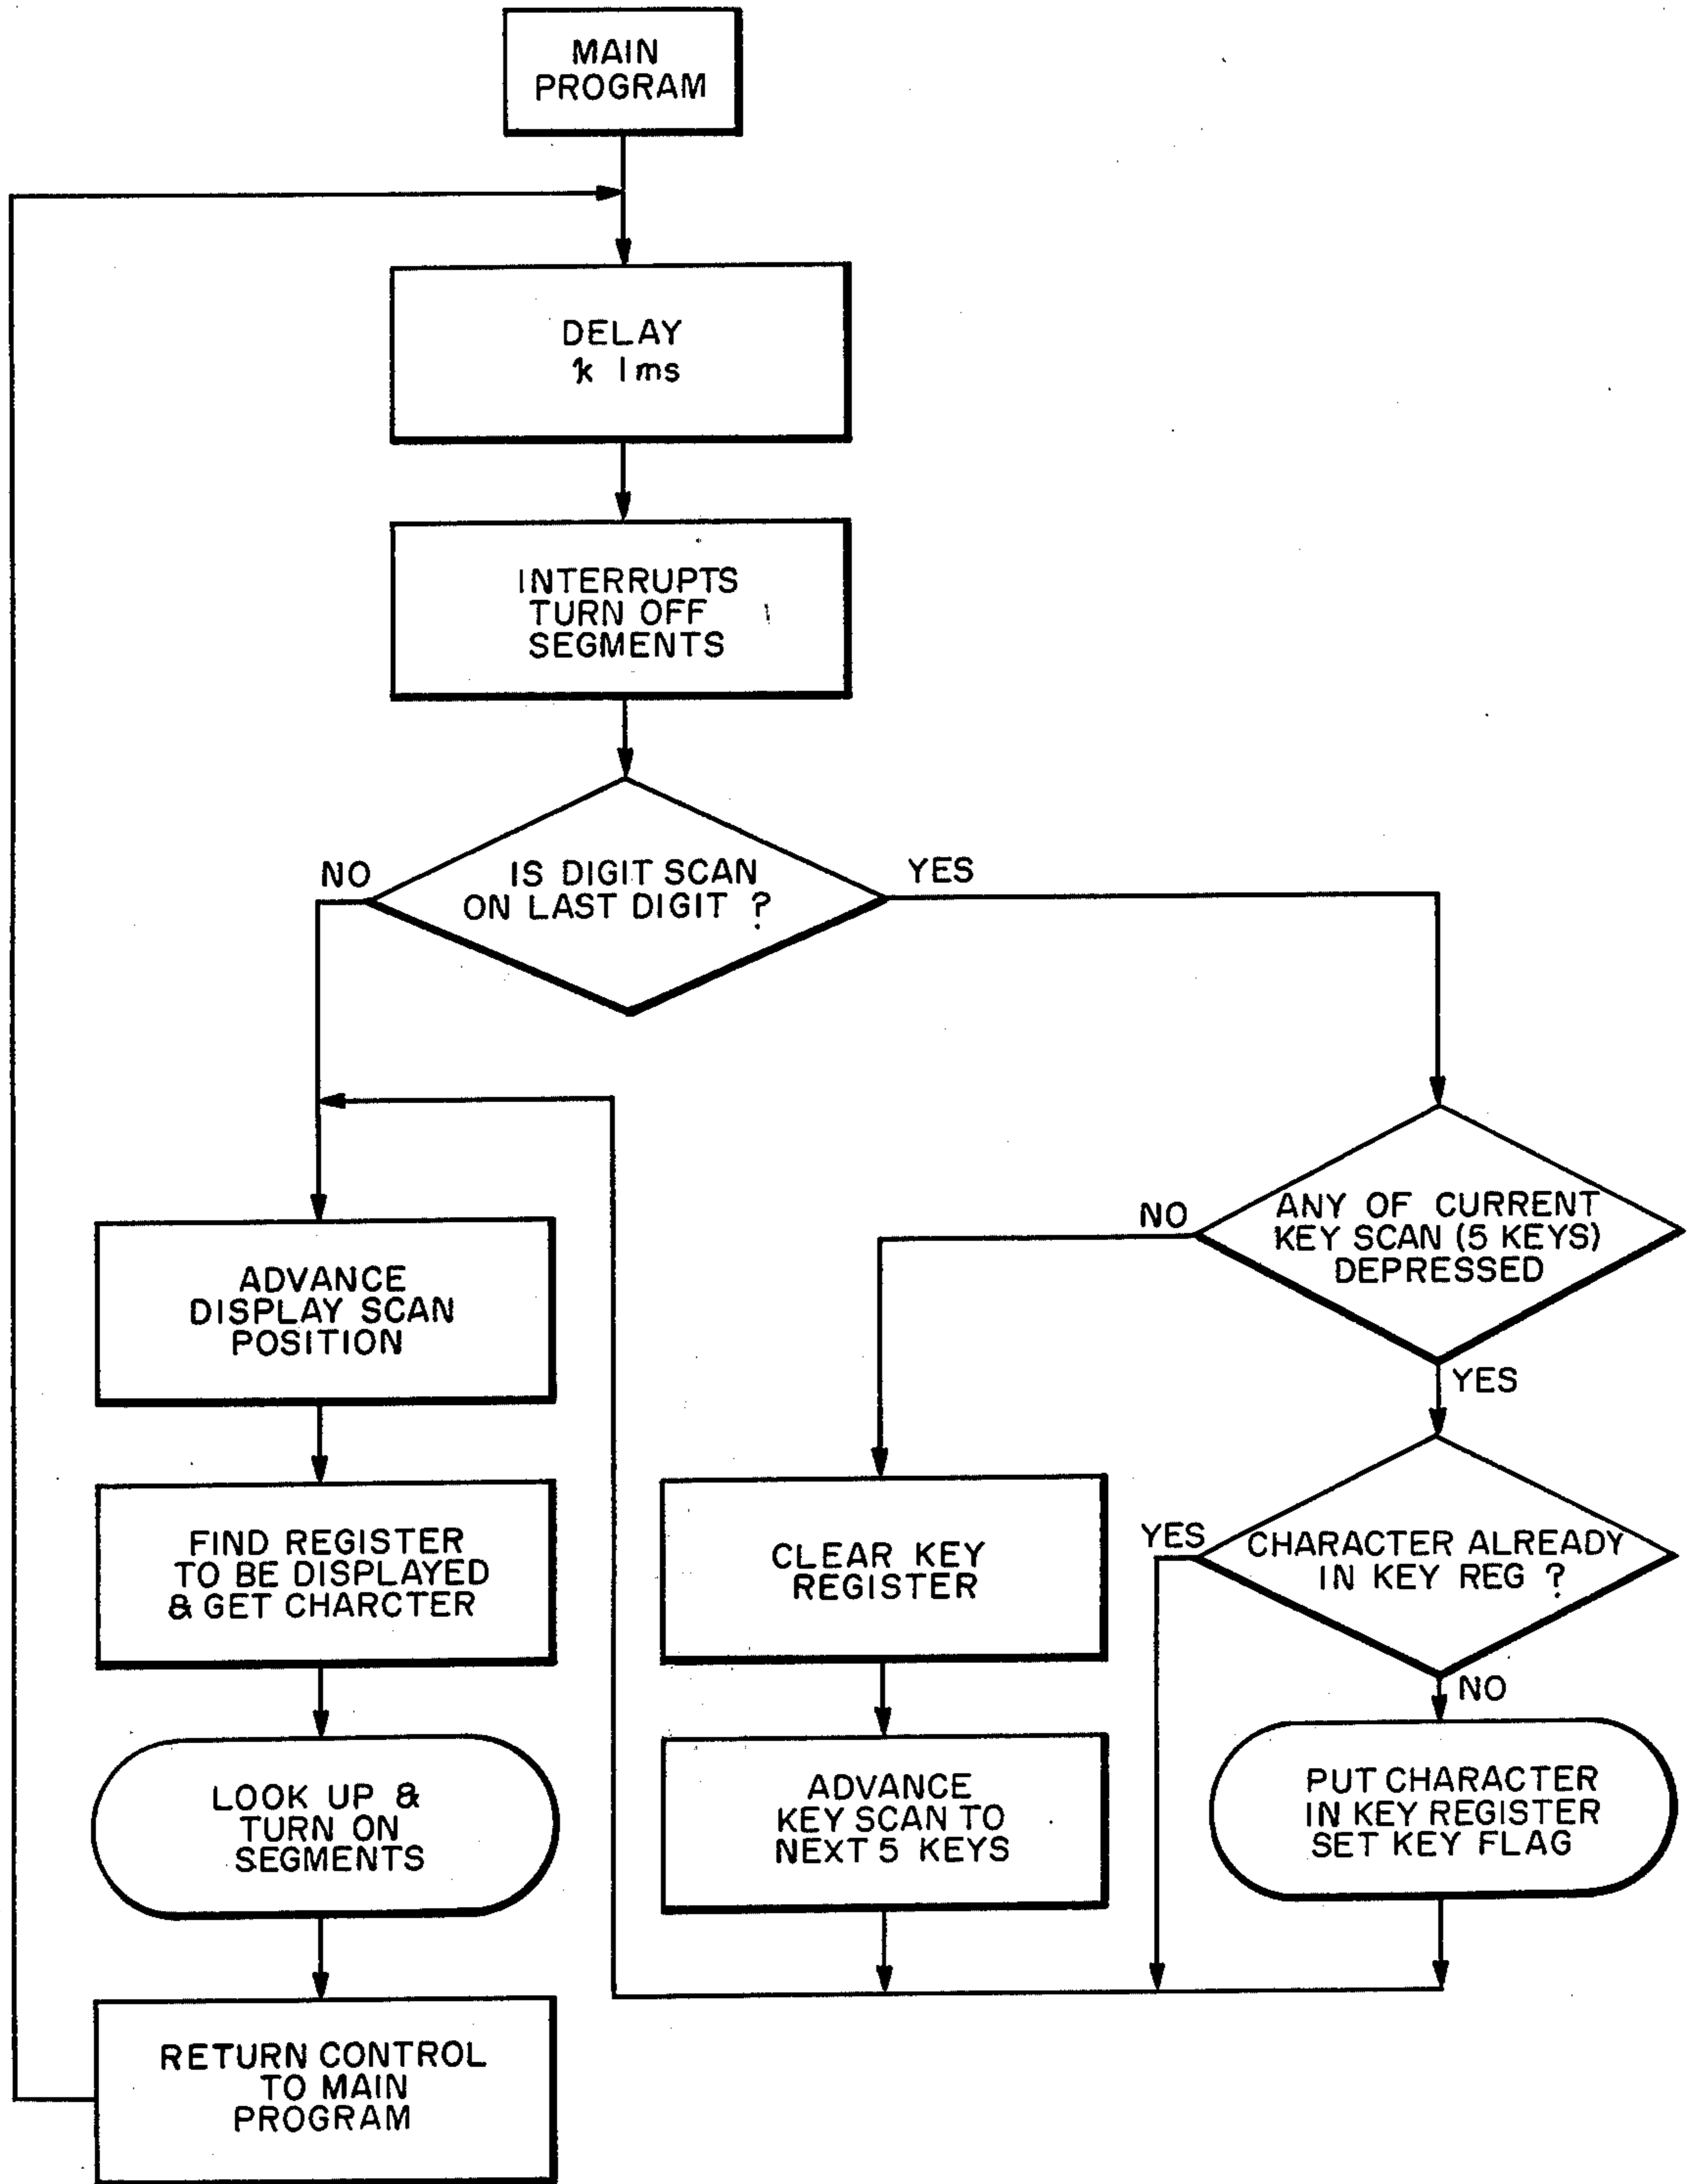 MAIN
PROGRAM
DELAY
1ms
INTERRUPTS
TURN OFF
SEGMENTS
NO
IS DIGIT SCAN
ON LAST DIGIT ?
YES
ANY OF CURRENT
KEY SCAN (5 KEYS)
DEPRESSED
NO
YES
ADVANCE
DISPLAY SCAN
POSITION
FIND REGISTER
TO BE DISPLAYED
& GET CHARCTER
CLEAR KEY
REGISTER
YES
CHARACTER ALREADY
IN KEY REG ?
NO
LOOK UP &
TURN ON
SEGMENTS
ADVANCE
KEY SCAN TO
NEXT 5 KEYS
PUT CHARACTER
IN KEY REGISTER
SET KEY FLAG
RETURN CONTROL
TO MAIN
PROGRAM